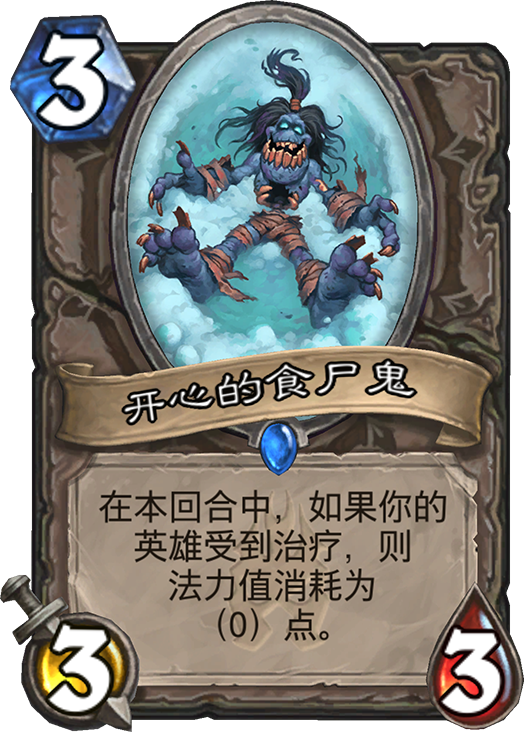 3
开心的食尸鬼
在本回合中，如果你的
英雄受到治疗，则
法力值消耗为
（0）点。
3
3